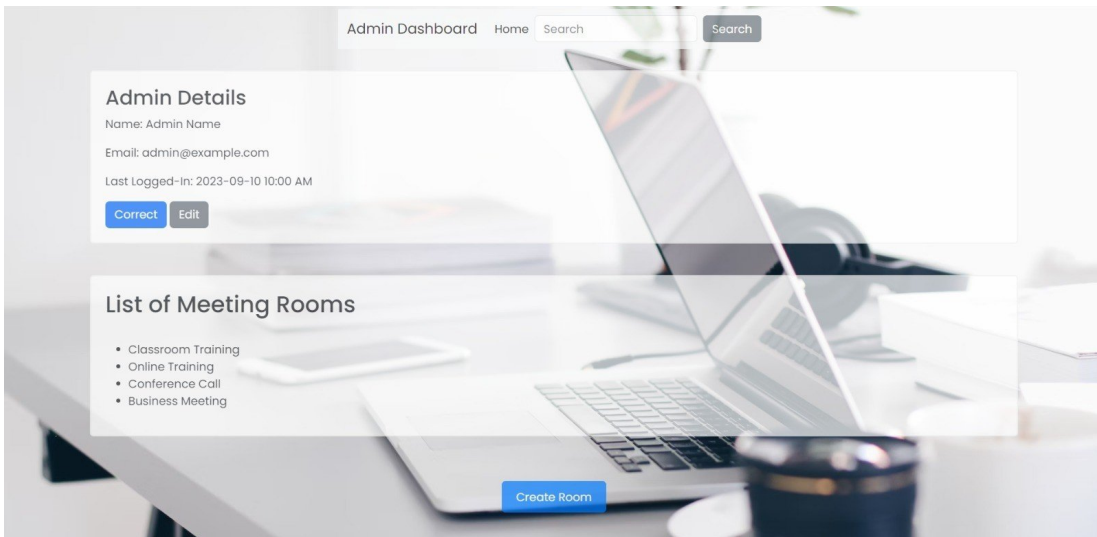 Admin Dashboard Home Search Search
Admin Details
Name: Admin Name
Email: admin@example.com
Last Logged-In: 2023-09-10 10:00 AM
Correct Edit
List of Meeting Rooms
• Classroom Training
• Online Training
• Conference Call
• Business Meeting
Create Room